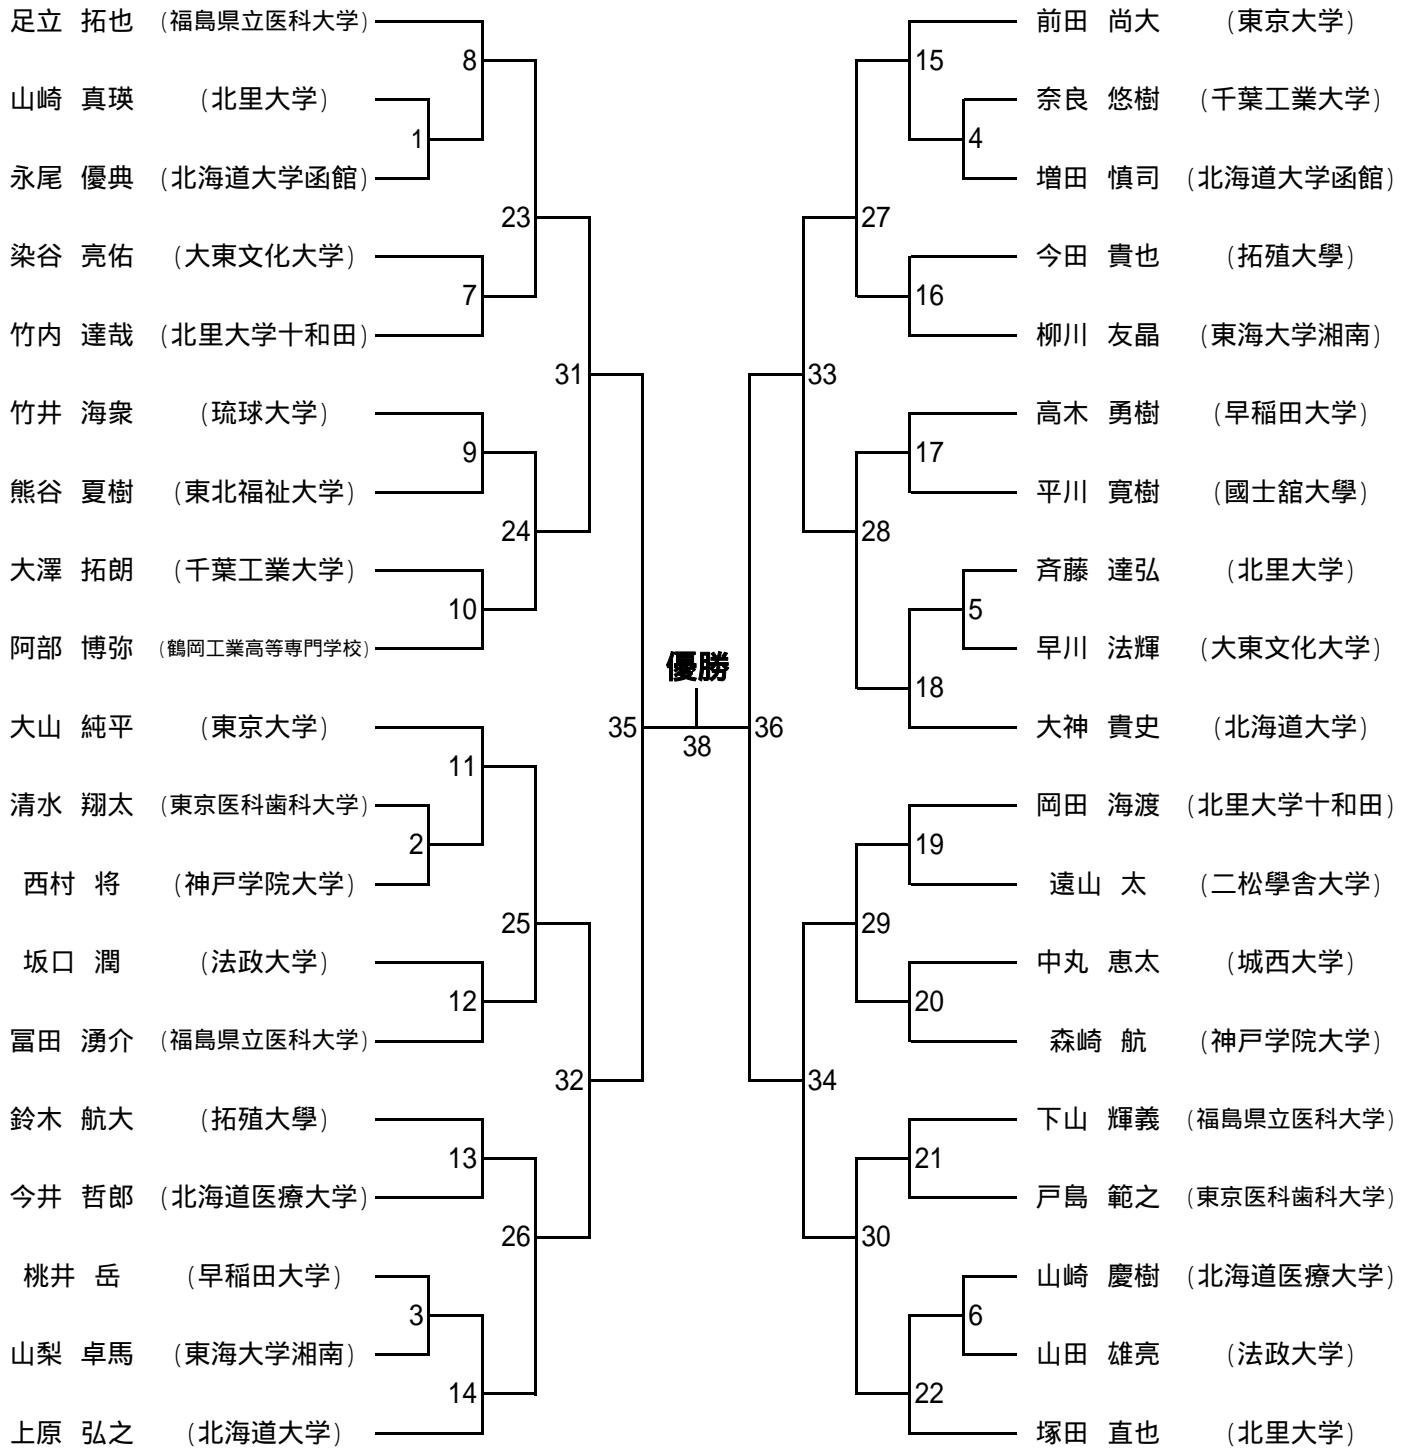 足立 拓也 (福島県立医科大学)
8
山崎 真瑛 (北里大学)
1
永尾 優典 (北海道大学函館)
23
染谷 亮佑 (大東文化大学)
7
竹内 達哉 (北里大学十和田)
31
竹井 海衆 (琉球大学)
9
熊谷 夏樹 (東北福祉大学)
24
大澤 拓朗 (千葉工業大学)
10
阿部 博弥 (鶴岡工業高等専門学校)
大山 純平 (東京大学)
35
11
清水 翔太 (東京医科歯科大学)
2
西村 将 (神戸学院大学)
25
坂口 潤 (法政大学)
12
冨田 湧介 (福島県立医科大学)
32
鈴木 航大 (拓殖大學)
13
今井 哲郎 (北海道医療大学)
26
桃井 岳 (早稲田大学)
3
山梨 卓馬 (東海大学湘南)
14
上原 弘之 (北海道大学)
優勝
38
前田 尚大 (東京大学)
15
奈良 悠樹 (千葉工業大学)
4
増田 慎司 (北海道大学函館)
27
今田 貴也 (拓殖大學)
16
柳川 友晶 (東海大学湘南)
33
高木 勇樹 (早稲田大学)
17
平川 寛樹 (國士舘大學)
28
斉藤 達弘 (北里大学)
5
早川 法輝 (大東文化大学)
18
大神 貴史 (北海道大学)
36
岡田 海渡 (北里大学十和田)
19
遠山 太 (二松學舎大学)
29
中丸 恵太 (城西大学)
20
森崎 航 (神戸学院大学)
34
下山 輝義 (福島県立医科大学)
21
戸島 範之 (東京医科歯科大学)
30
山崎 慶樹 (北海道医療大学)
6
山田 雄亮 (法政大学)
22
塚田 直也 (北里大学)